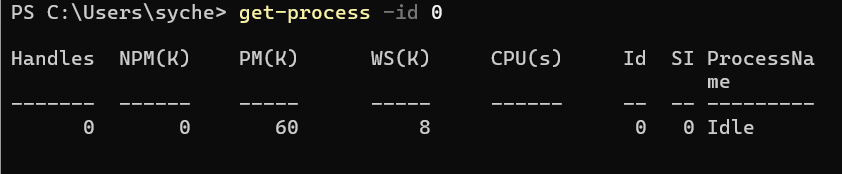 PS C:\Users\syche> get-process -id 0
Handles  NPM(K)    PM(K)      WS(K)     CPU(s)     Id  SI ProcessNa
                                                          me
-------  ------    -----      -----     ------     --  -- ---------
      0       0       60          8                 0   0 Idle